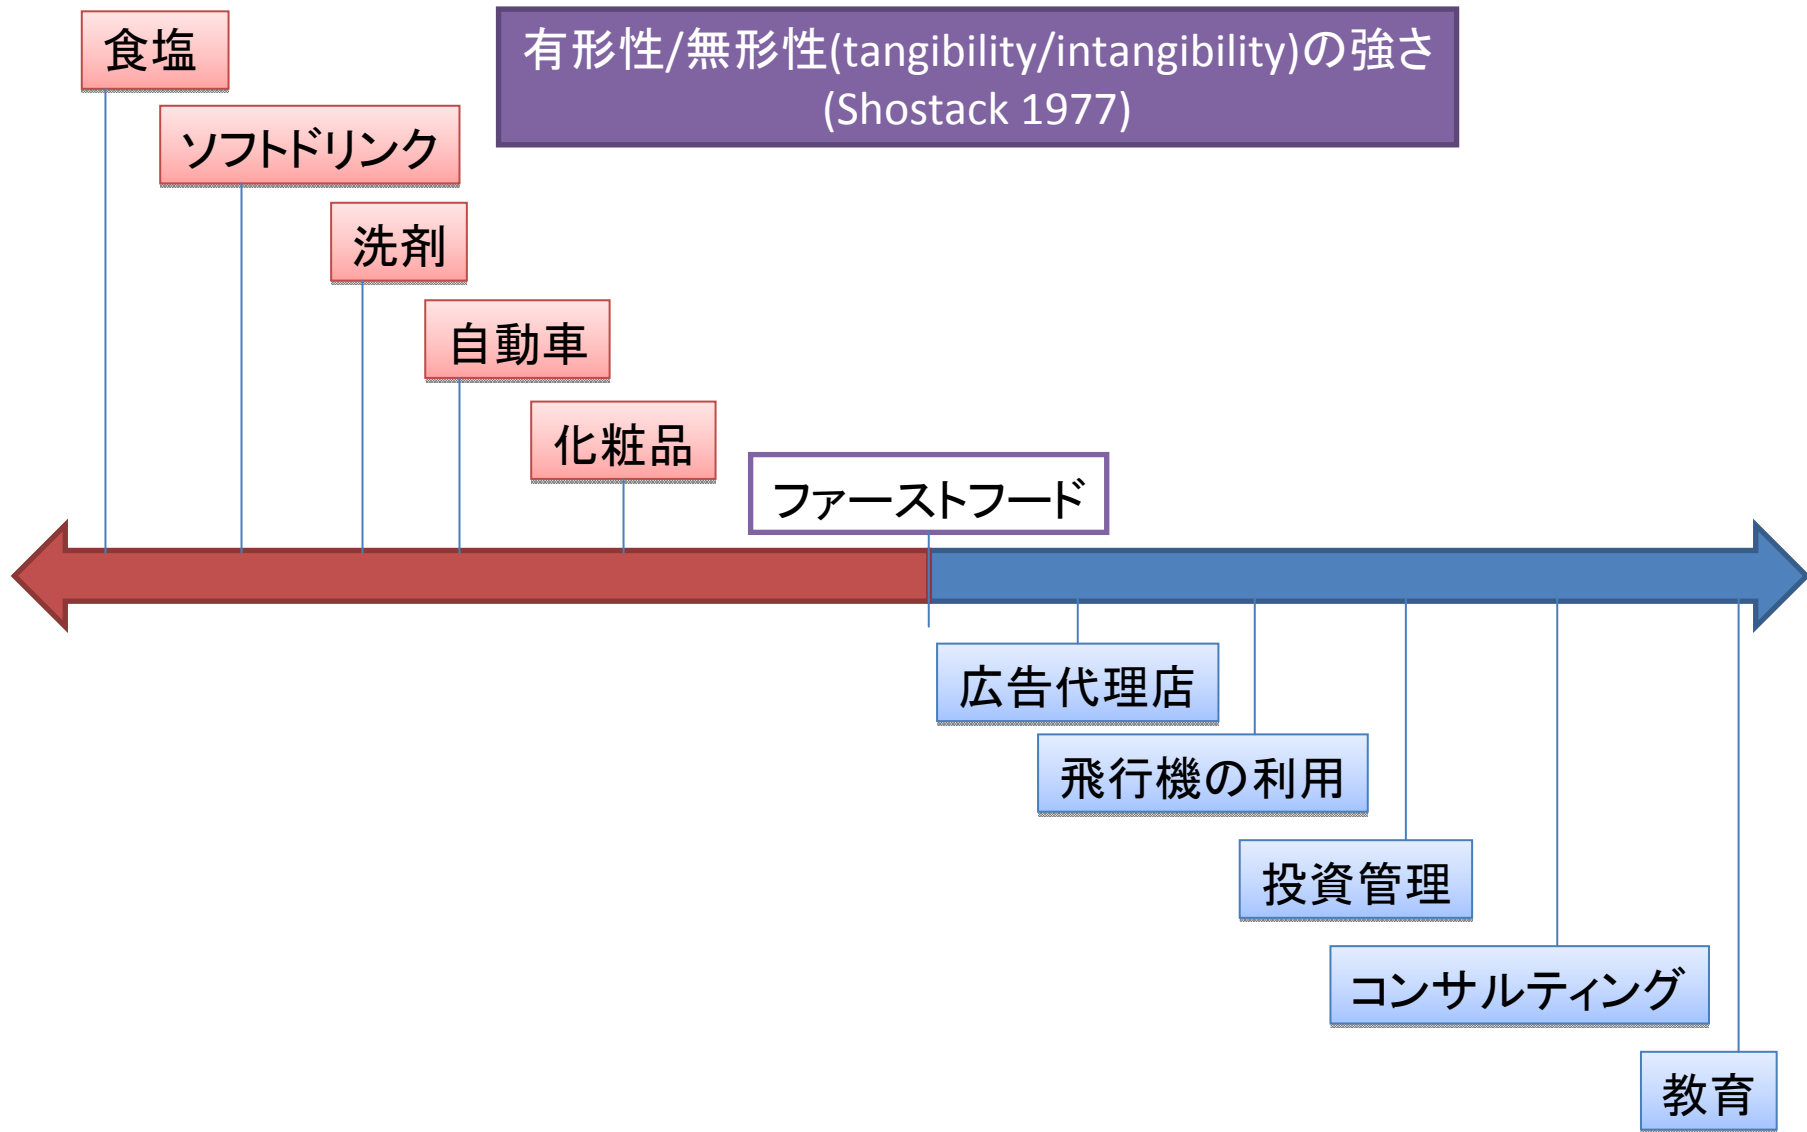 食塩
有形性/無形性(tangibility/intangibility)の強さ
(Shostack 1977)
ソフトドリンク
洗剤
自動車
化粧品
ファーストフード
広告代理店
飛行機の利用
投資管理
コンサルティング
教育